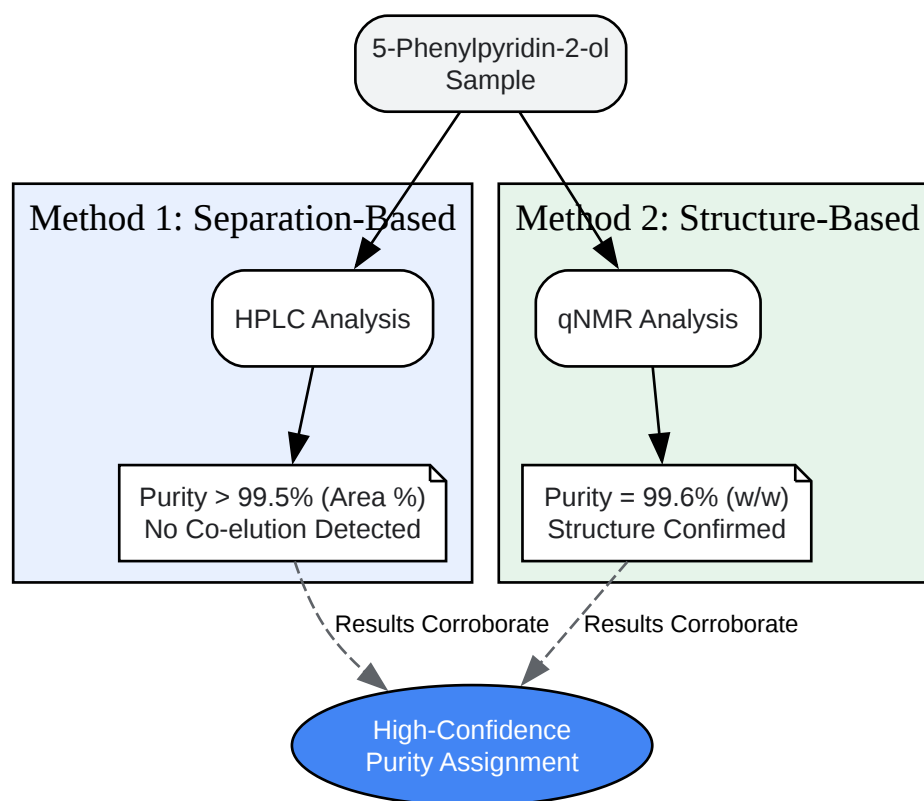 5-Phenylpyridin-2-ol
Sample
Method 1: Separation-Based
Method 2: Structure-Based
HPLC Analysis
qNMR Analysis
Purity > 99.5% (Area %)
No Co-elution Detected
Purity = 99.6% (w/w)
Structure Confirmed
Results Corroborate
Results Corroborate
High-Confidence
Purity Assignment